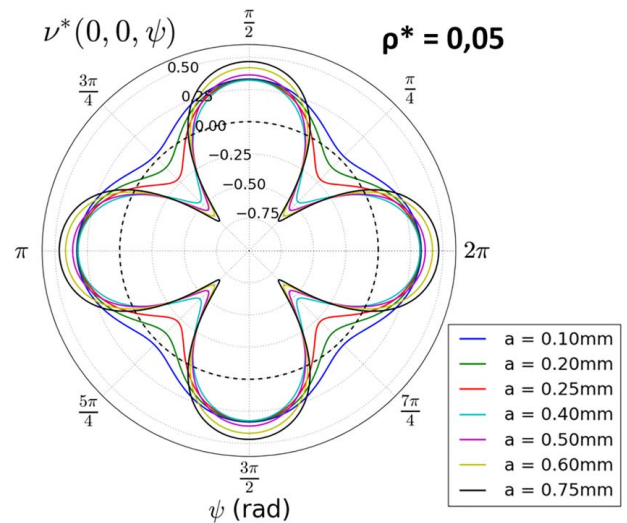 ν*(0,0,ψ)
π/2
ρ* = 0,05
3π/4
π/4
0.50
0.25
0.00
−0.25
−0.50
−0.75
π
2π
5π/4
7π/4
3π/2
ψ (rad)
a = 0.10mm
a = 0.20mm
a = 0.25mm
a = 0.40mm
a = 0.50mm
a = 0.60mm
a = 0.75mm